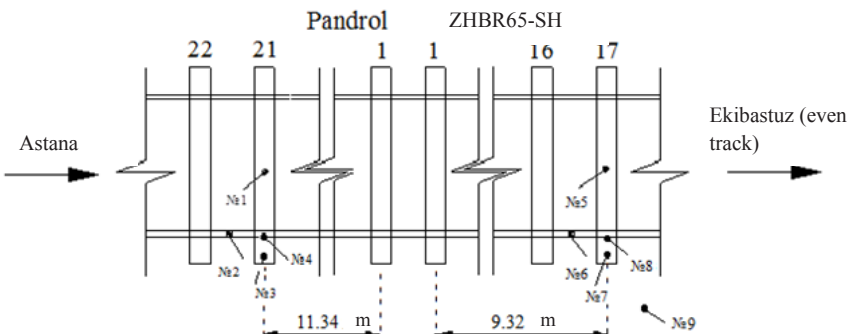 Pandrol ZHBR65-SH
22 21 1 1 16 17
Astana
Ekibastuz (even
track)
№1 №5
№2 №4 №6 №8
№3 №7
11.34 m 9.32 m
№9